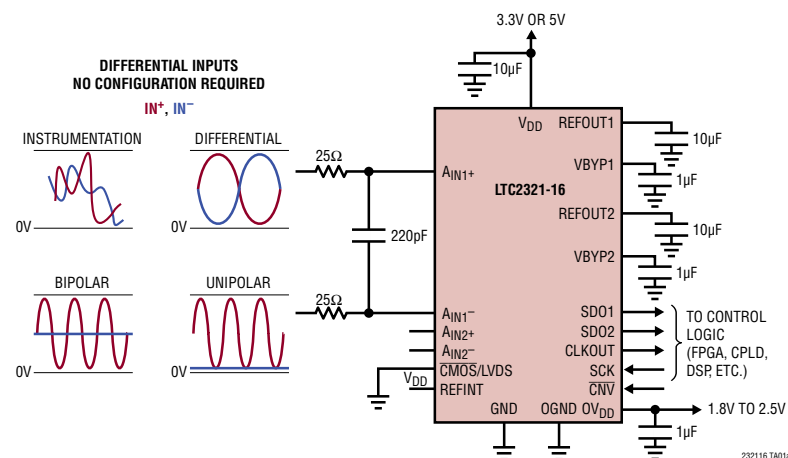 3.3V OR 5V
10µF
DIFFERENTIAL INPUTS
NO CONFIGURATION REQUIRED
IN+, IN−
INSTRUMENTATION
0V
DIFFERENTIAL
0V
BIPOLAR
0V
UNIPOLAR
0V
25Ω
220pF
25Ω
LTC2321-16
VDD
AIN1+
AIN1−
AIN2+
AIN2−
CMOS/LVDS
VDD
REFINT
GND
OGND
OVDD
REFOUT1
10µF
VBYP1
1µF
REFOUT2
10µF
VBYP2
1µF
SDO1
SDO2
CLKOUT
SCK
CNV
TO CONTROL
LOGIC
(FPGA, CPLD,
DSP, ETC.)
1.8V TO 2.5V
1µF